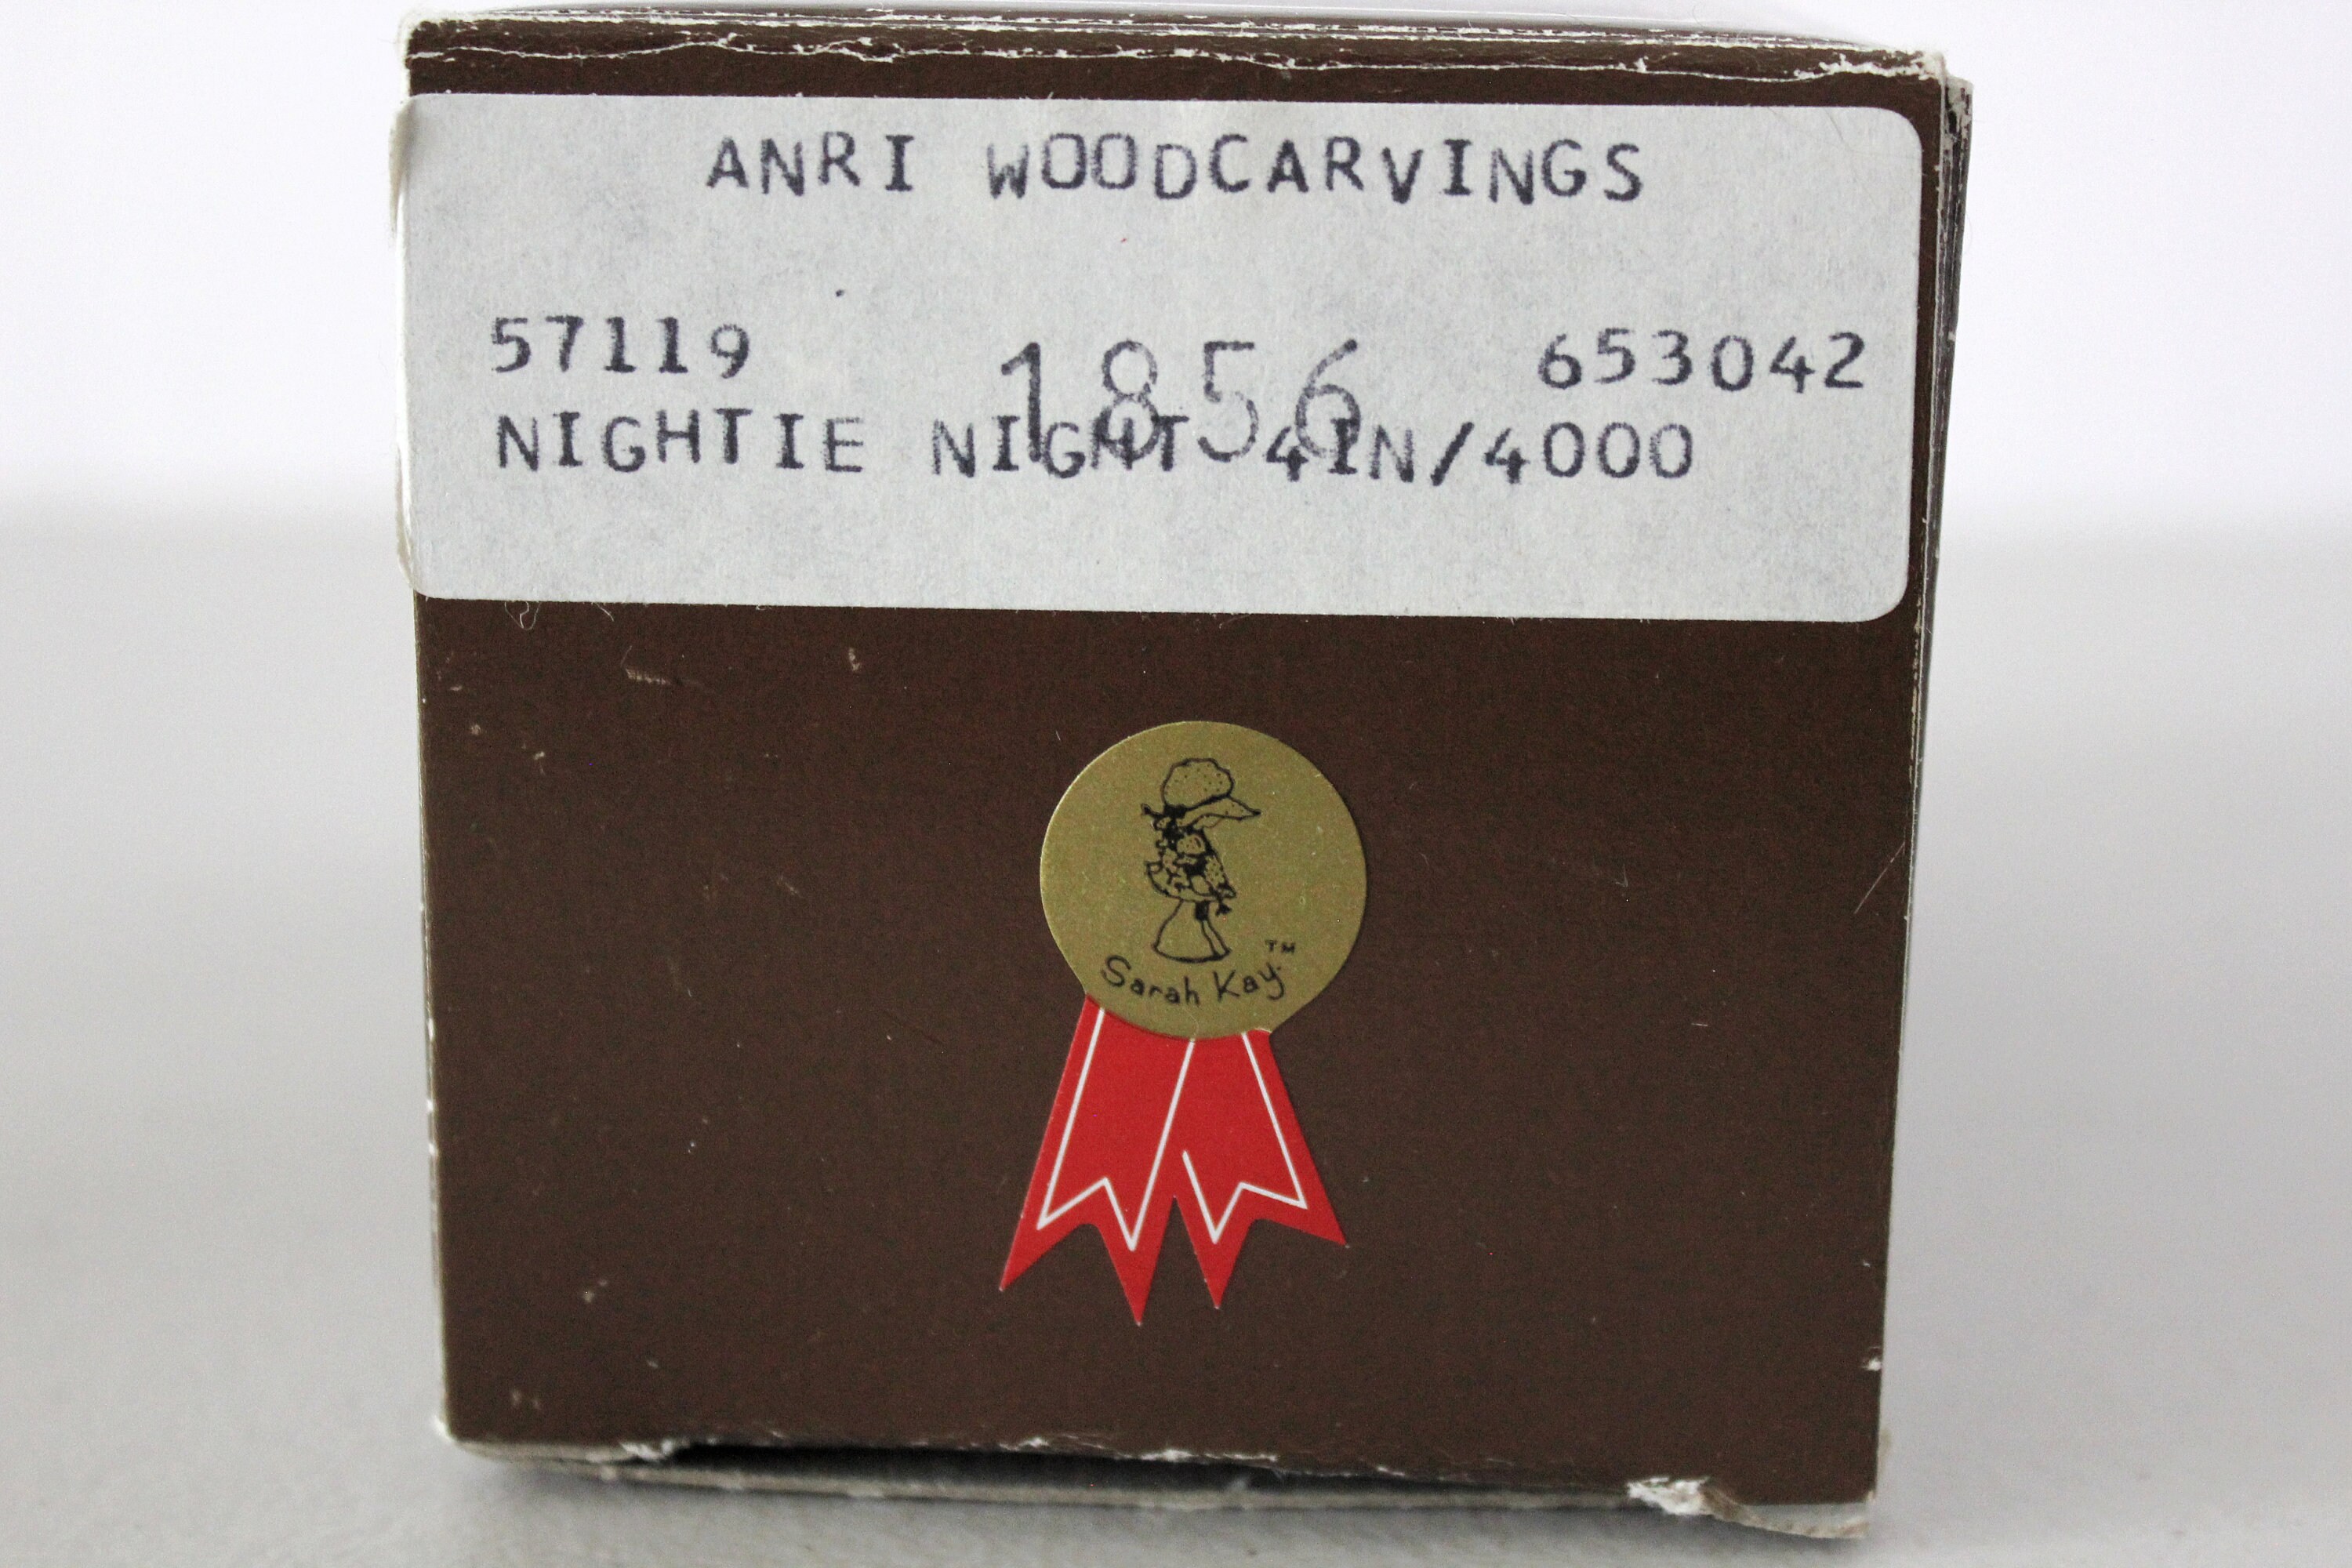 ANRI WOODCARVINGS
57119 1856 653042
NIGHTIE NIGHT 4IN/4000
Sarah Kay™